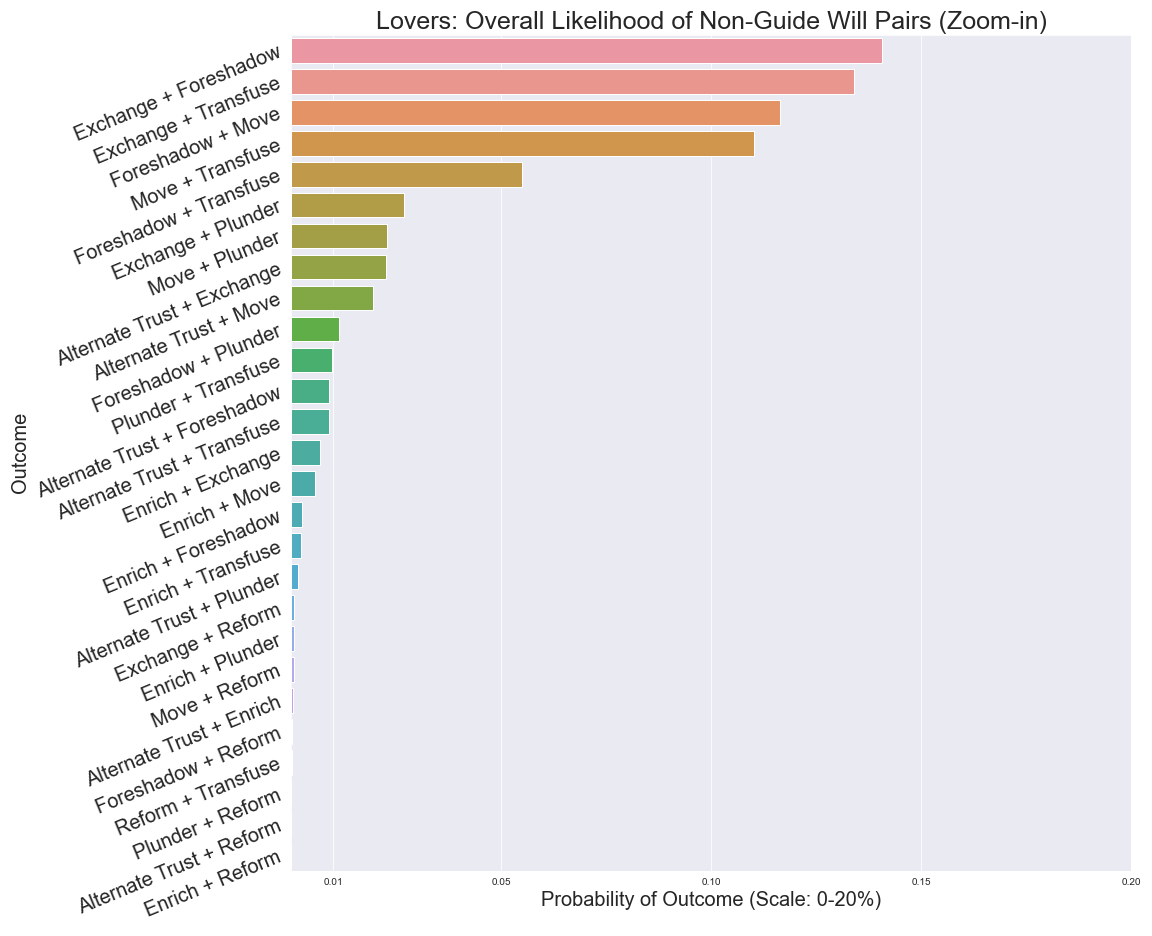 Lovers: Overall Likelihood of Non-Guide Will Pairs (Zoom-in)
Exchange + Foreshadow
Exchange + Transfuse
Foreshadow + Move
Move + Transfuse
Foreshadow + Transfuse
Exchange + Plunder
Move + Plunder
Alternate Trust + Exchange
Alternate Trust + Move
Foreshadow + Plunder
Plunder + Transfuse
Alternate Trust + Foreshadow
Alternate Trust + Transfuse
Enrich + Exchange
Enrich + Move
Enrich + Foreshadow
Enrich + Transfuse
Alternate Trust + Plunder
Exchange + Reform
Enrich + Plunder
Move + Reform
Alternate Trust + Enrich
Foreshadow + Reform
Reform + Transfuse
Plunder + Reform
Alternate Trust + Reform
Enrich + Reform
Outcome
0.01 0.05 0.10 0.15 0.20
Probability of Outcome (Scale: 0-20%)